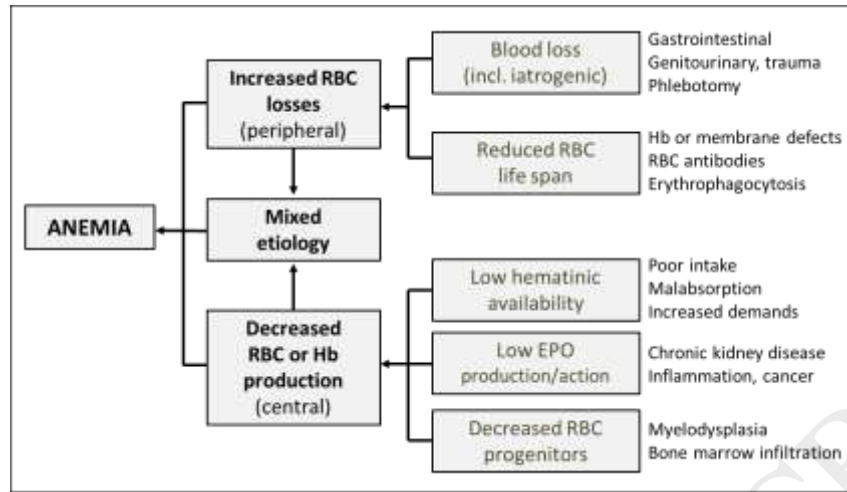 ANEMIA
Increased RBC
losses
(peripheral)
Mixed
etiology
Decreased
RBC or Hb
production
(central)
Blood loss
(incl. iatrogenic)
Gastrointestinal
Genitourinary, trauma
Phlebotomy
Reduced RBC
life span
Hb or membrane defects
RBC antibodies
Erythrophagocytosis
Low hematinic
availability
Poor intake
Malabsorption
Increased demands
Low EPO
production/action
Chronic kidney disease
Inflammation, cancer
Decreased RBC
progenitors
Myelodysplasia
Bone marrow infiltration